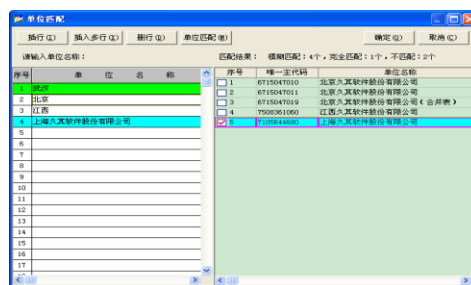 单位匹配
插行(I) 插入多行(I) 删行(D) 单位匹配(M) 确定(O) 取消(C)
请输入单位名称: 匹配结果: 模糊匹配:4个,完全匹配:1个,不匹配:2个
序号 单位名称
1 武汉
2 北京
3 江西
4 上海久其软件股份有限公司
5
6
7
8
9
10
11
12
13
14
15
16
17
序号 唯一主代码 单位名称
1 6715047010 北京久其软件股份有限公司
2 6715047011 北京久其软件股份有限公司
3 6715047019 北京久其软件股份有限公司(合并表)
4 7508361060 江西久其软件股份有限公司
5 7105644680 上海久其软件股份有限公司